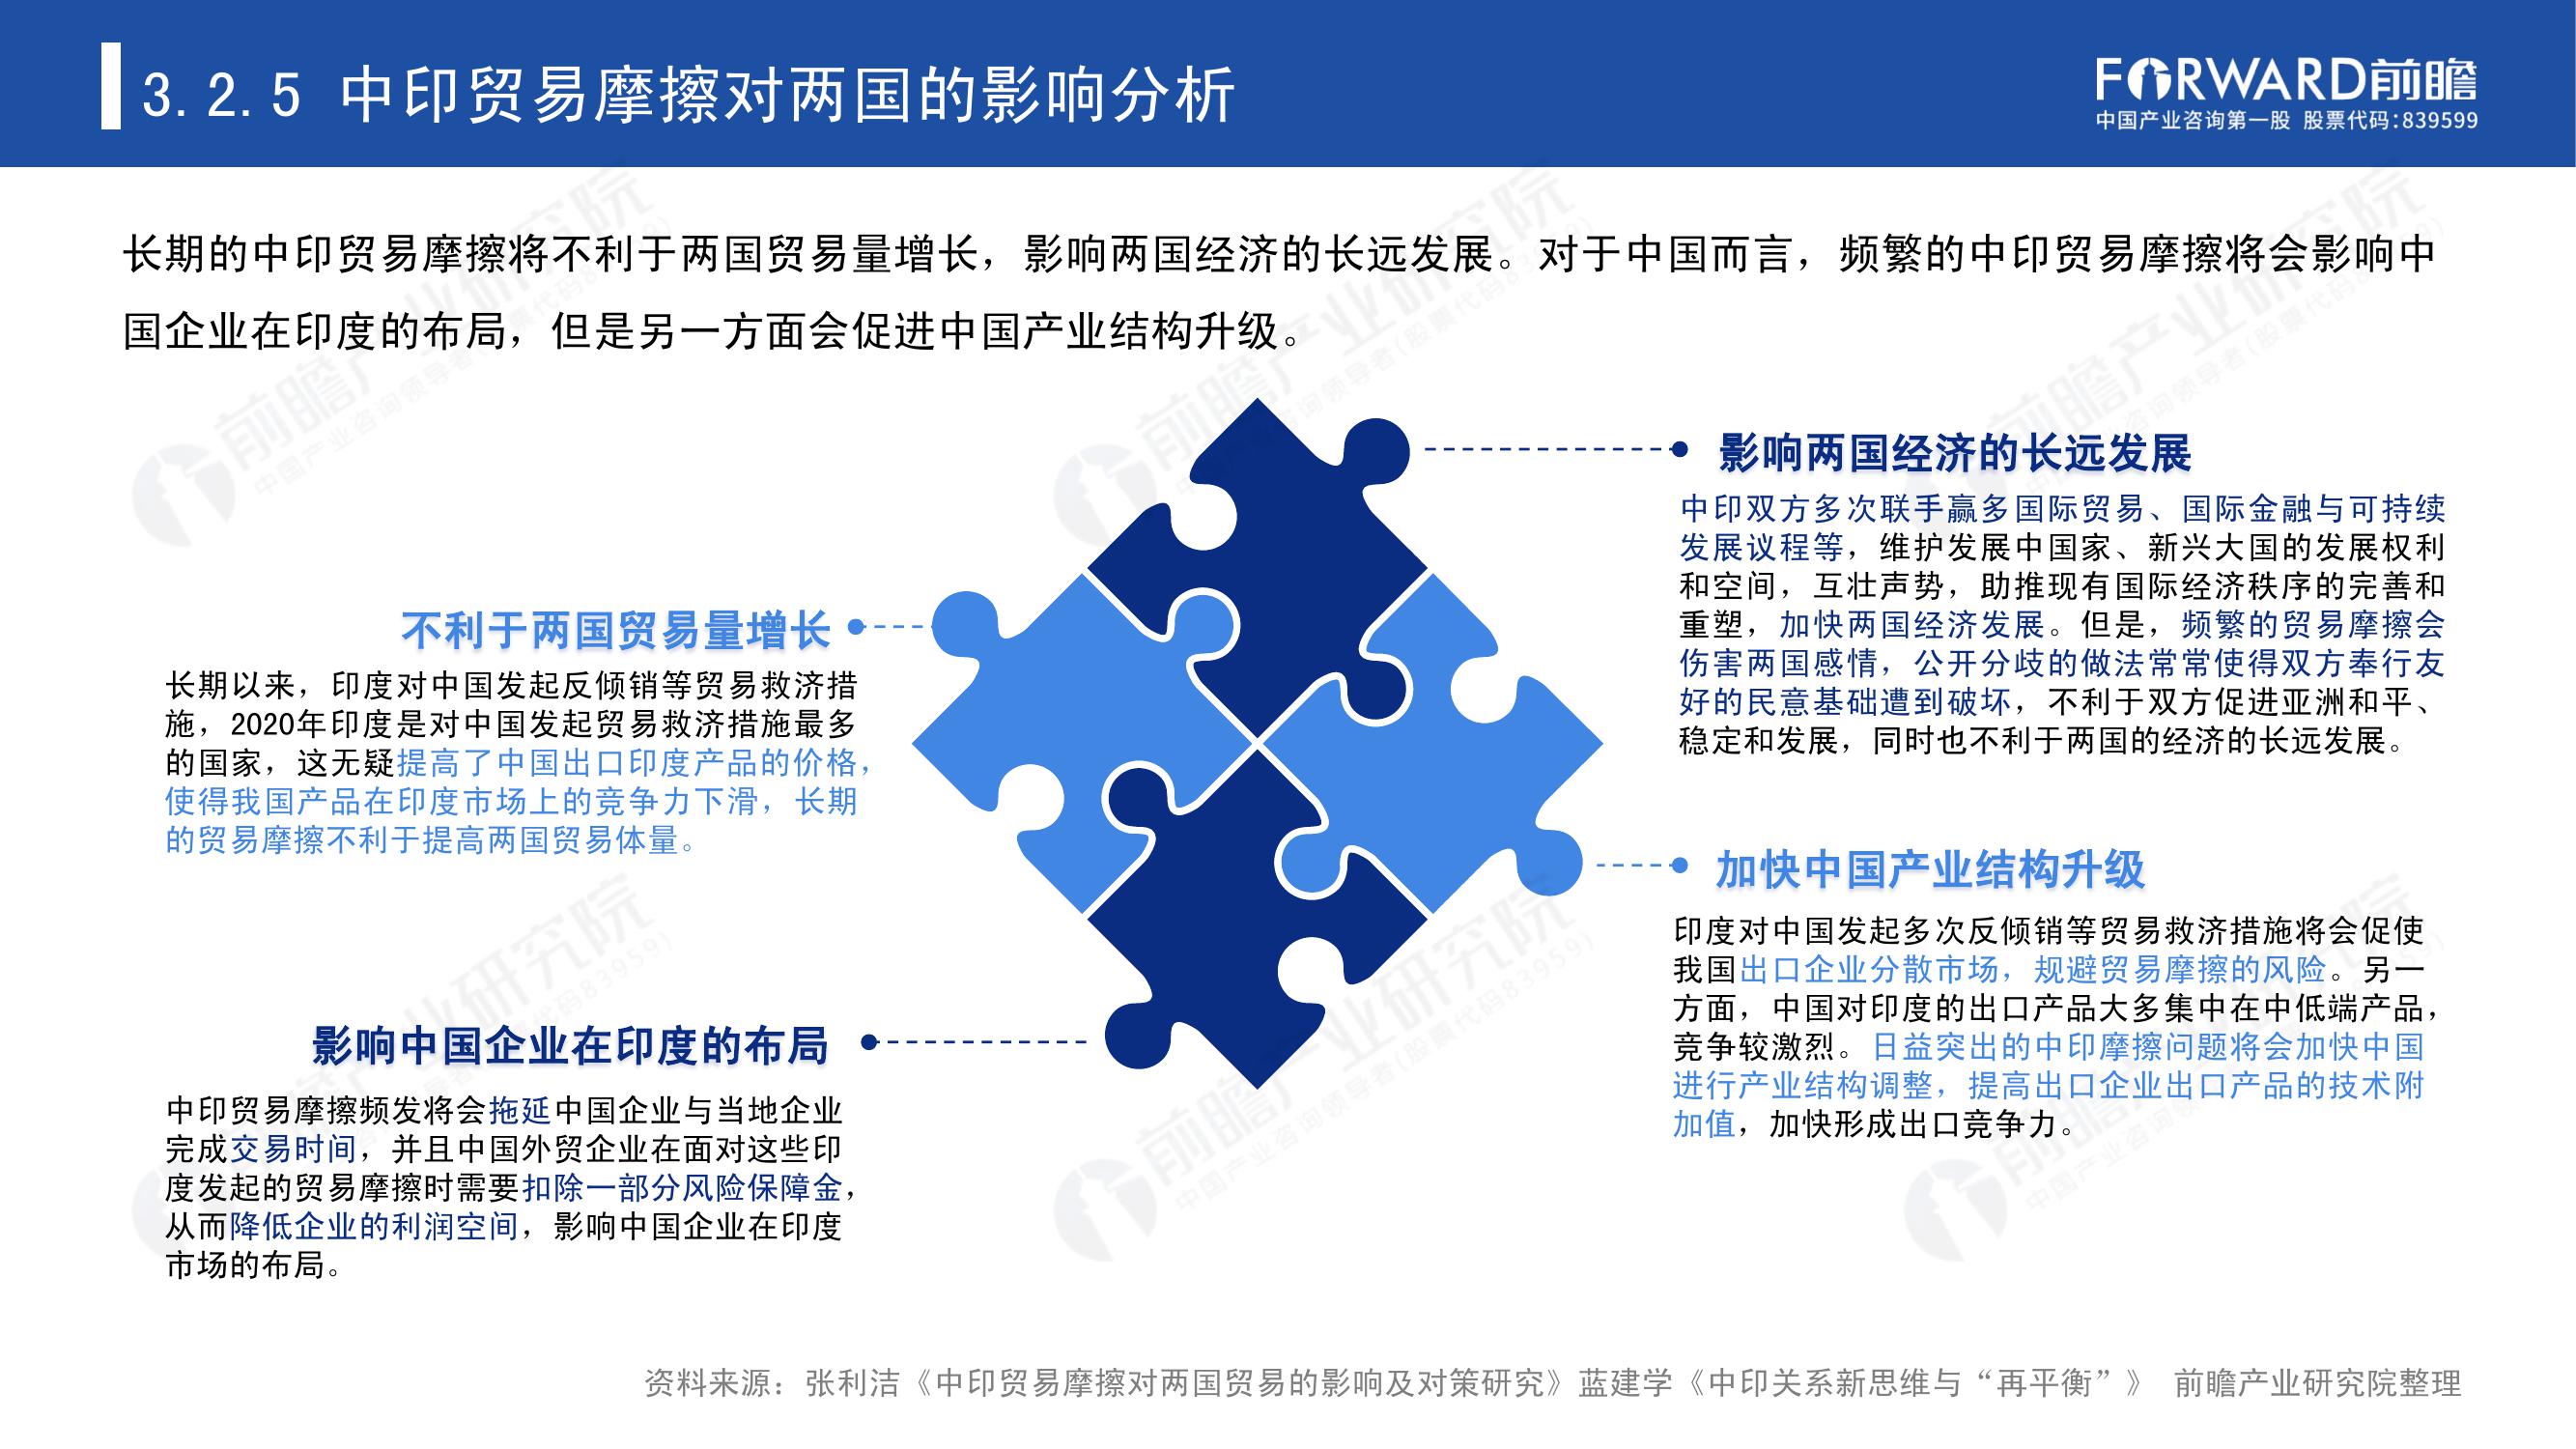 3.2.5 中印贸易摩擦对两国的影响分析
FORWARD前瞻
中国产业咨询第一股 股票代码:839599
长期的中印贸易摩擦将不利于两国贸易量增长，影响两国经济的长远发展。对于中国而言，频繁的中印贸易摩擦将会影响中
国企业在印度的布局，但是另一方面会促进中国产业结构升级。
影响两国经济的长远发展
中印双方多次联手赢多国际贸易、国际金融与可持续
发展议程等，维护发展中国家、新兴大国的发展权利
和空间，互壮声势，助推现有国际经济秩序的完善和
重塑，加快两国经济发展。但是，频繁的贸易摩擦会
伤害两国感情，公开分歧的做法常常使得双方奉行友
好的民意基础遭到破坏，不利于双方促进亚洲和平、
稳定和发展，同时也不利于两国的经济的长远发展。
不利于两国贸易量增长
长期以来，印度对中国发起反倾销等贸易救济措
施，2020年印度是对中国发起贸易救济措施最多
的国家，这无疑提高了中国出口印度产品的价格，
使得我国产品在印度市场上的竞争力下滑，长期
的贸易摩擦不利于提高两国贸易体量。
加快中国产业结构升级
印度对中国发起多次反倾销等贸易救济措施将会促使
我国出口企业分散市场，规避贸易摩擦的风险。另一
方面，中国对印度的出口产品大多集中在中低端产品，
竞争较激烈。日益突出的中印摩擦问题将会加快中国
进行产业结构调整，提高出口企业出口产品的技术附
加值，加快形成出口竞争力。
影响中国企业在印度的布局
中印贸易摩擦频发将会拖延中国企业与当地企业
完成交易时间，并且中国外贸企业在面对这些印
度发起的贸易摩擦时需要扣除一部分风险保障金，
从而降低企业的利润空间，影响中国企业在印度
市场的布局。
资料来源：张利洁《中印贸易摩擦对两国贸易的影响及对策研究》蓝建学《中印关系新思维与“再平衡”》 前瞻产业研究院整理